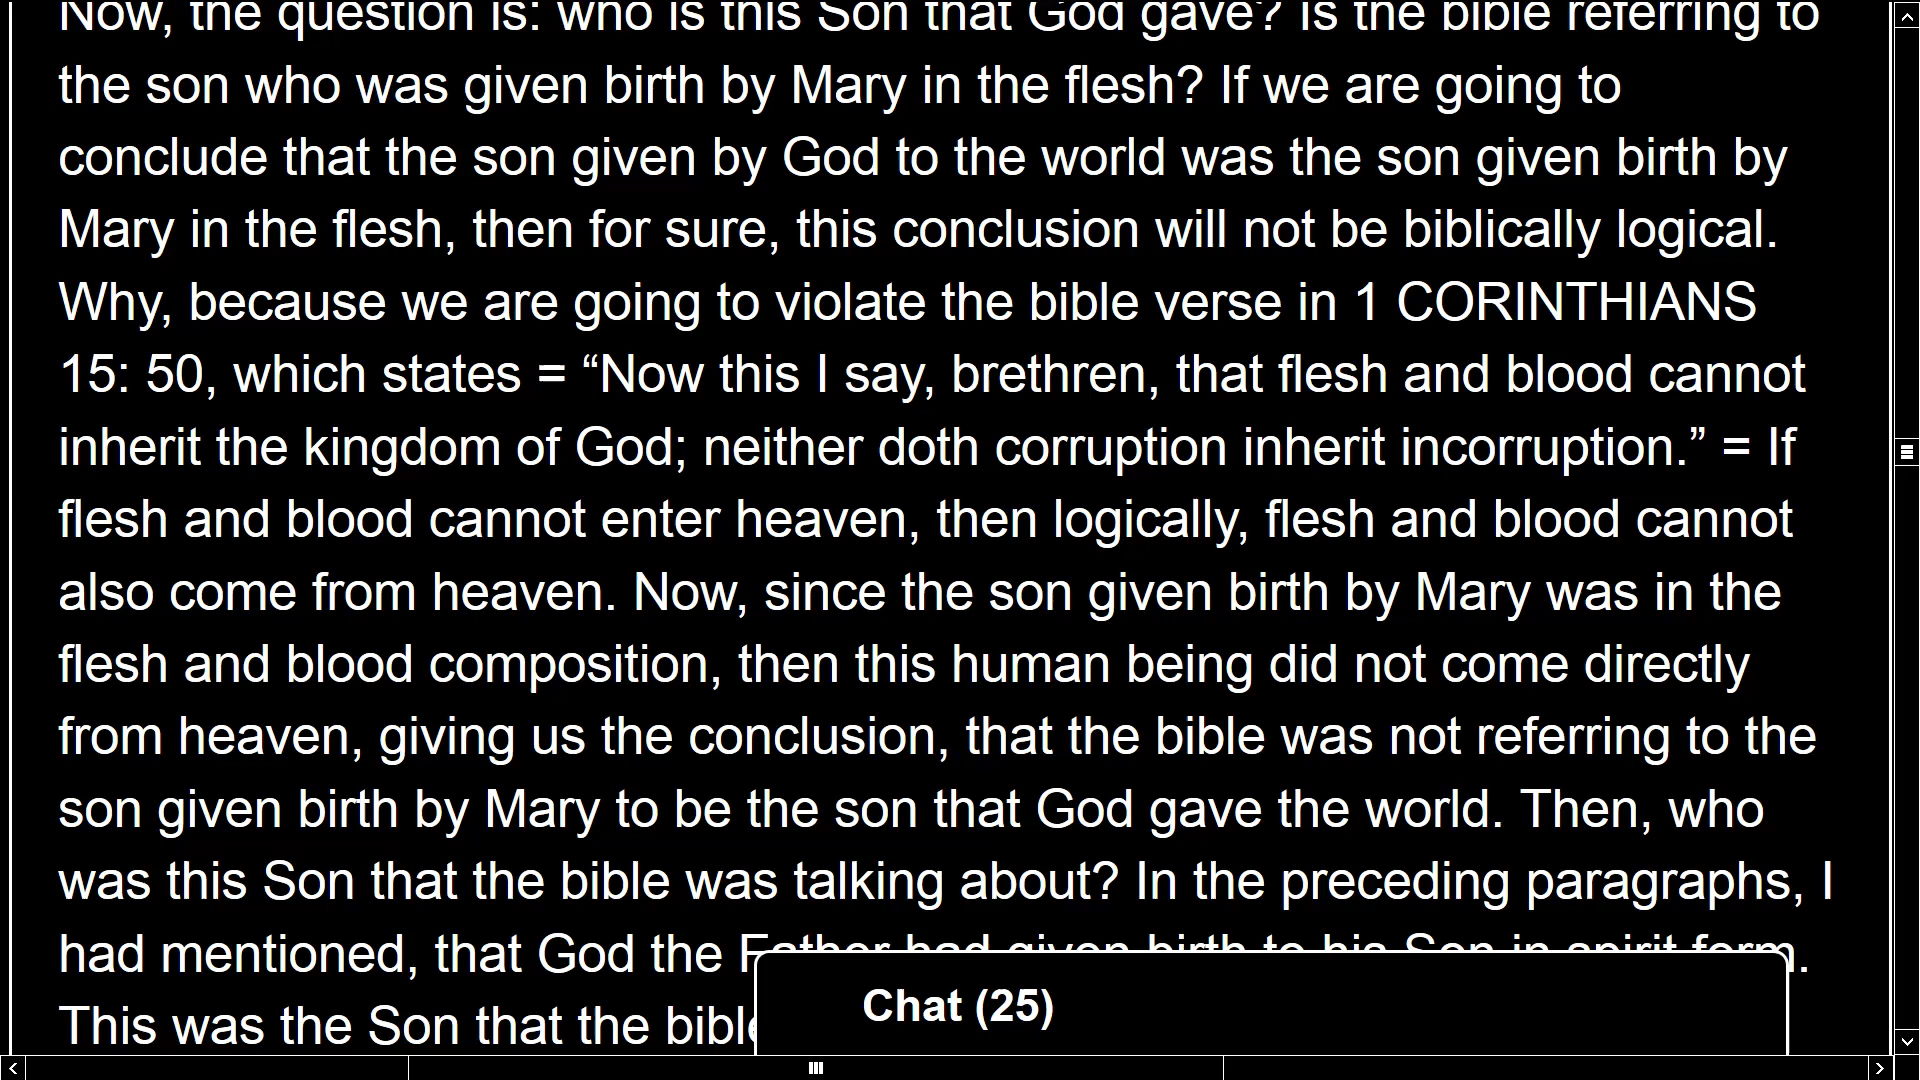 Now, the question is: who is this Son that God gave? Is the bible referring to
the son who was given birth by Mary in the flesh? If we are going to
conclude that the son given by God to the world was the son given birth by
Mary in the flesh, then for sure, this conclusion will not be biblically logical.
Why, because we are going to violate the bible verse in 1 CORINTHIANS
15: 50, which states = “Now this I say, brethren, that flesh and blood cannot
inherit the kingdom of God; neither doth corruption inherit incorruption.” = If
flesh and blood cannot enter heaven, then logically, flesh and blood cannot
also come from heaven. Now, since the son given birth by Mary was in the
flesh and blood composition, then this human being did not come directly
from heaven, giving us the conclusion, that the bible was not referring to the
son given birth by Mary to be the son that God gave the world. Then, who
was this Son that the bible was talking about? In the preceding paragraphs, I
had mentioned, that God the Father had given birth to his Son in spirit form.
This was the Son that the bible
Chat (25)